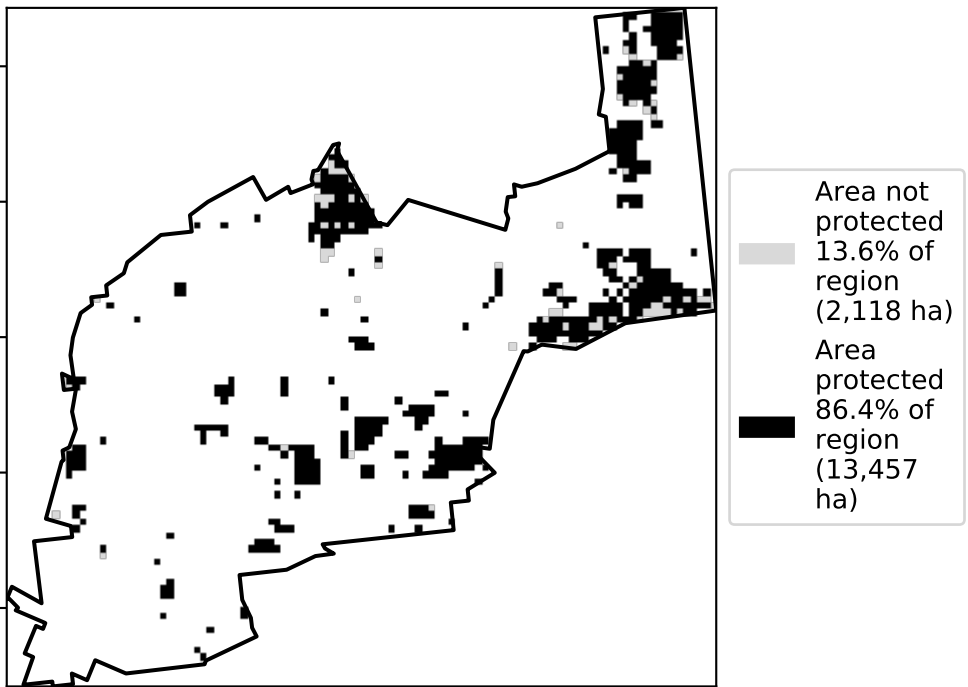 Area not
protected
13.6% of
region
(2,118 ha)
Area
protected
86.4% of
region
(13,457
ha)